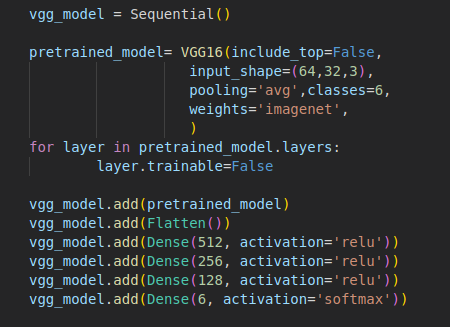 vgg_model = Sequential()
pretrained_model= VGG16(include_top=False,
input_shape=(64,32,3),
pooling='avg',classes=6,
weights='imagenet',
)
for layer in pretrained_model.layers:
layer.trainable=False
vgg_model.add(pretrained_model)
vgg_model.add(Flatten())
vgg_model.add(Dense(512, activation='relu'))
vgg_model.add(Dense(256, activation='relu'))
vgg_model.add(Dense(128, activation='relu'))
vgg_model.add(Dense(6, activation='softmax'))